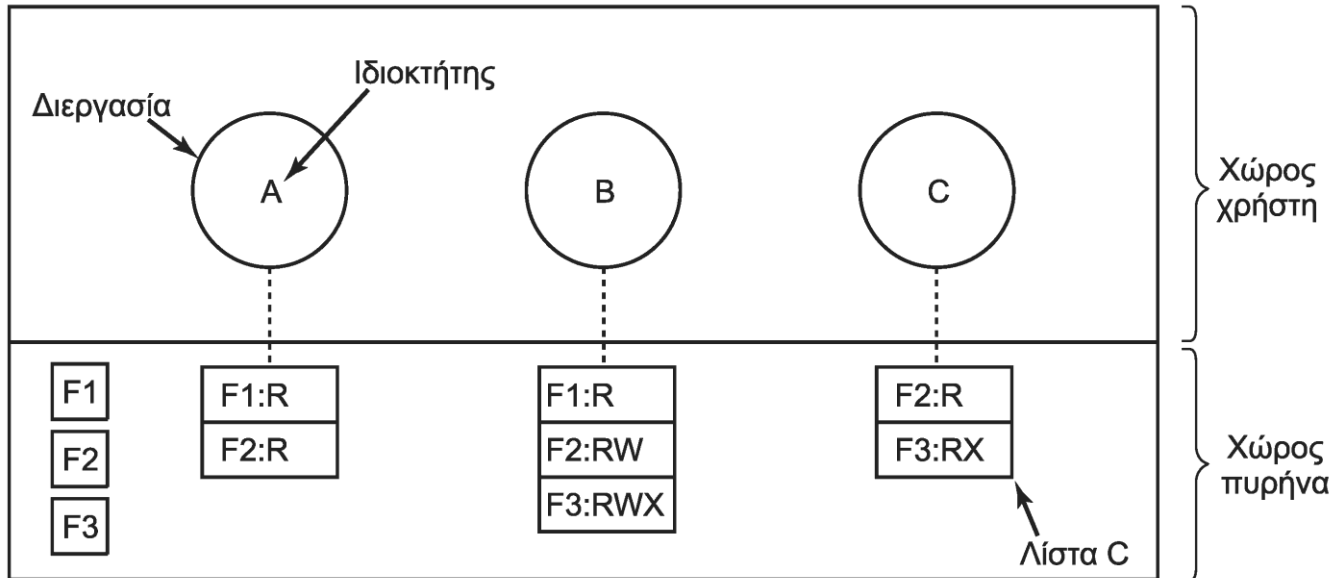 Ιδιοκτήτης
Διεργασία
A
B
C
Χώρος
χρήστη
F1
F2
F3
F1:R
F2:R
F1:R
F2:RW
F3:RWX
F2:R
F3:RX
Λίστα C
Χώρος
πυρήνα